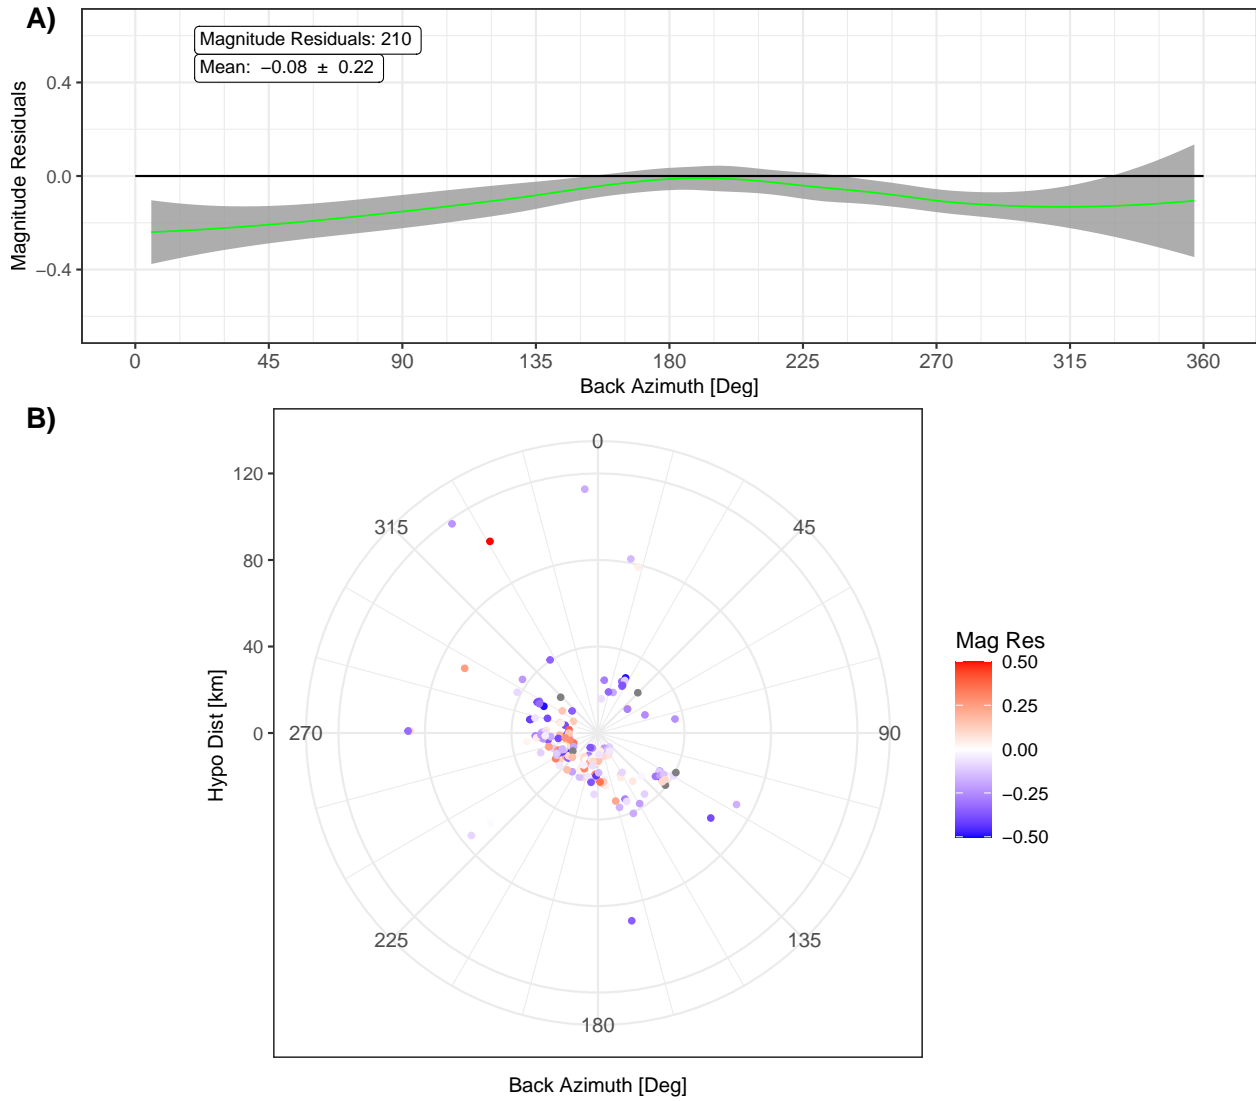 A)
Magnitude Residuals: 210
Mean:  −0.08  ±  0.22
Magnitude Residuals
0.4
0.0
−0.4
0 45 90 135 180 225 270 315 360
Back Azimuth [Deg]
B)
Hypo Dist [km]
120
80
40
0
0
45
90
135
180
225
270
315
Back Azimuth [Deg]
Mag Res
0.50
0.25
0.00
−0.25
−0.50